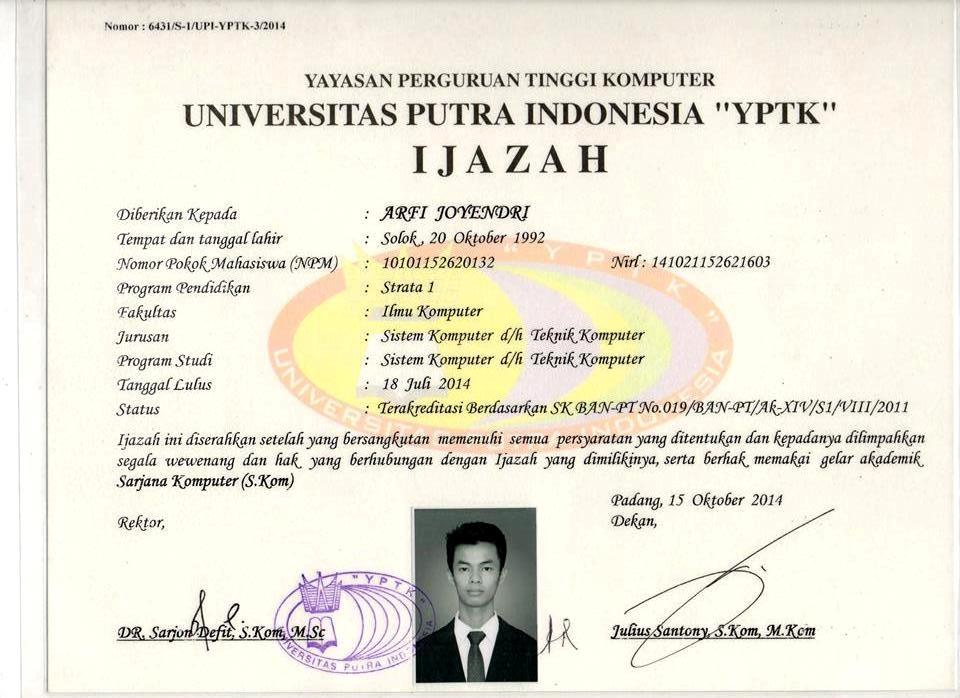 Nomor : 6431/S-1/UPI-YPTK-3/2014
YAYASAN PERGURUAN TINGGI KOMPUTER
UNIVERSITAS PUTRA INDONESIA "YPTK"
IJAZAH
Diberikan Kepada : ARFI JOYENDRI
Tempat dan tanggal lahir : Solok, 20 Oktober 1992
Nomor Pokok Mahasiswa (NPM) : 10101152620132 Nirl : 141021152621603
Program Pendidikan : Strata 1
Fakultas : Ilmu Komputer
Jurusan : Sistem Komputer d/h Teknik Komputer
Program Studi : Sistem Komputer d/h Teknik Komputer
Tanggal Lulus : 18 Juli 2014
Status : Terakreditasi Berdasarkan SK BAN-PT No.019/BAN-PT/Ak-XIV/S1/VIII/2011
Ijazah ini diserahkan setelah yang bersangkutan memenuhi semua persyaratan yang ditentukan dan kepadanya dilimpahkan
segala wewenang dan hak yang berhubungan dengan Ijazah yang dimilikinya, serta berhak memakai gelar akademik
Sarjana Komputer (S.Kom)
Padang, 15 Oktober 2014
Rektor, Dekan,
DR. Sarjon Defit, S.Kom, M.Sc Julius Santony, S.Kom, M.Kom
"YPTK"
UNIVERSITAS PUTRA INDONESIA
"YPTK"
UNIVERSITAS PUTRA INDONESIA